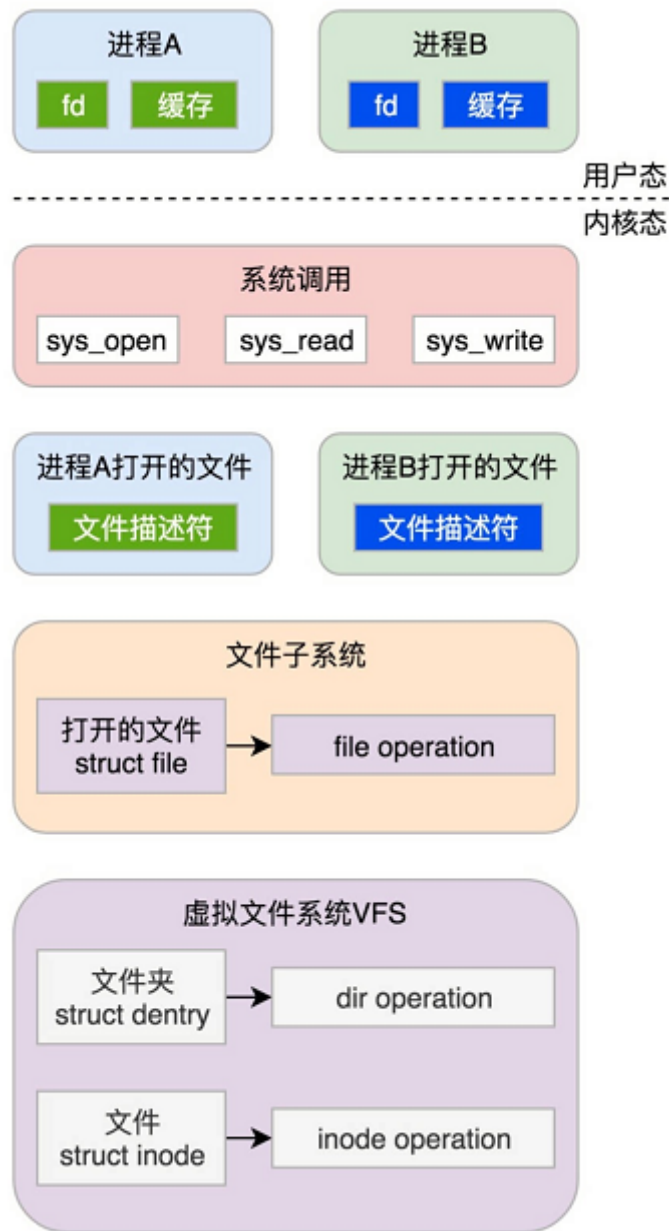 进程A
进程B
fd
缓存
fd
缓存
用户态
内核态
系统调用
sys_open
sys_read
sys_write
进程A打开的文件
进程B打开的文件
文件描述符
文件描述符
文件子系统
打开的文件
struct file
file operation
虚拟文件系统VFS
文件夹
struct dentry
dir operation
文件
struct inode
inode operation